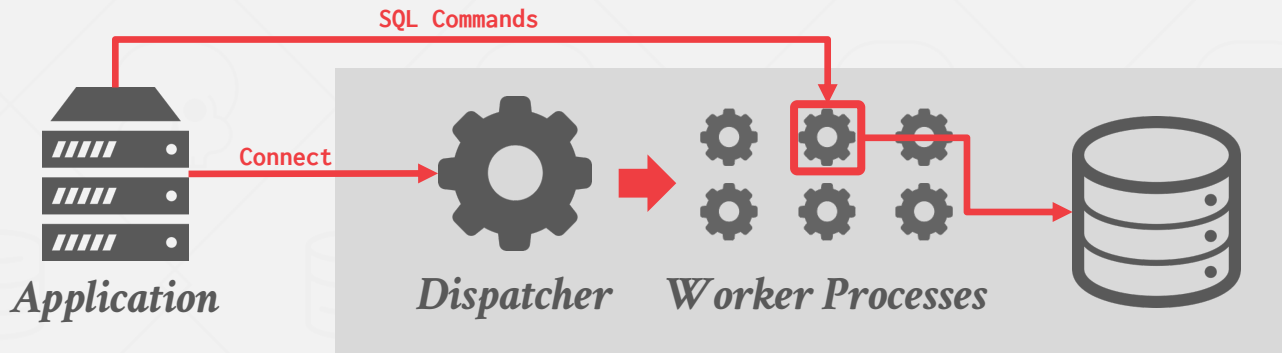 SQL Commands
Connect
Application
Dispatcher
Worker Processes